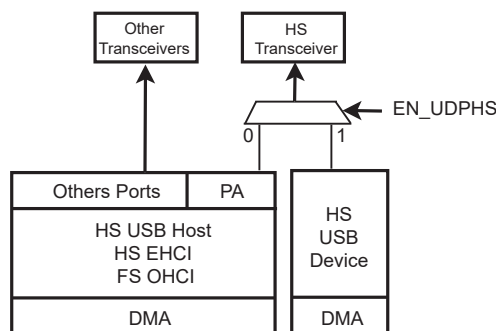 Other
Transceivers
HS
Transceiver
EN_UDPHS
0
1
Others Ports
PA
HS USB Host
HS EHCI
FS OHCI
DMA
HS
USB
Device
DMA